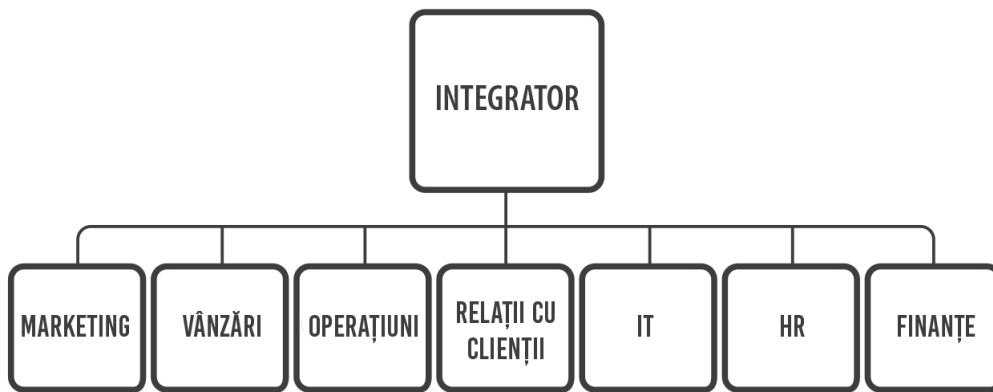 INTEGRATOR
MARKETING
VÂNZĂRI
OPERAȚIUNI
RELAȚII CU
CLIENȚII
IT
HR
FINANȚE